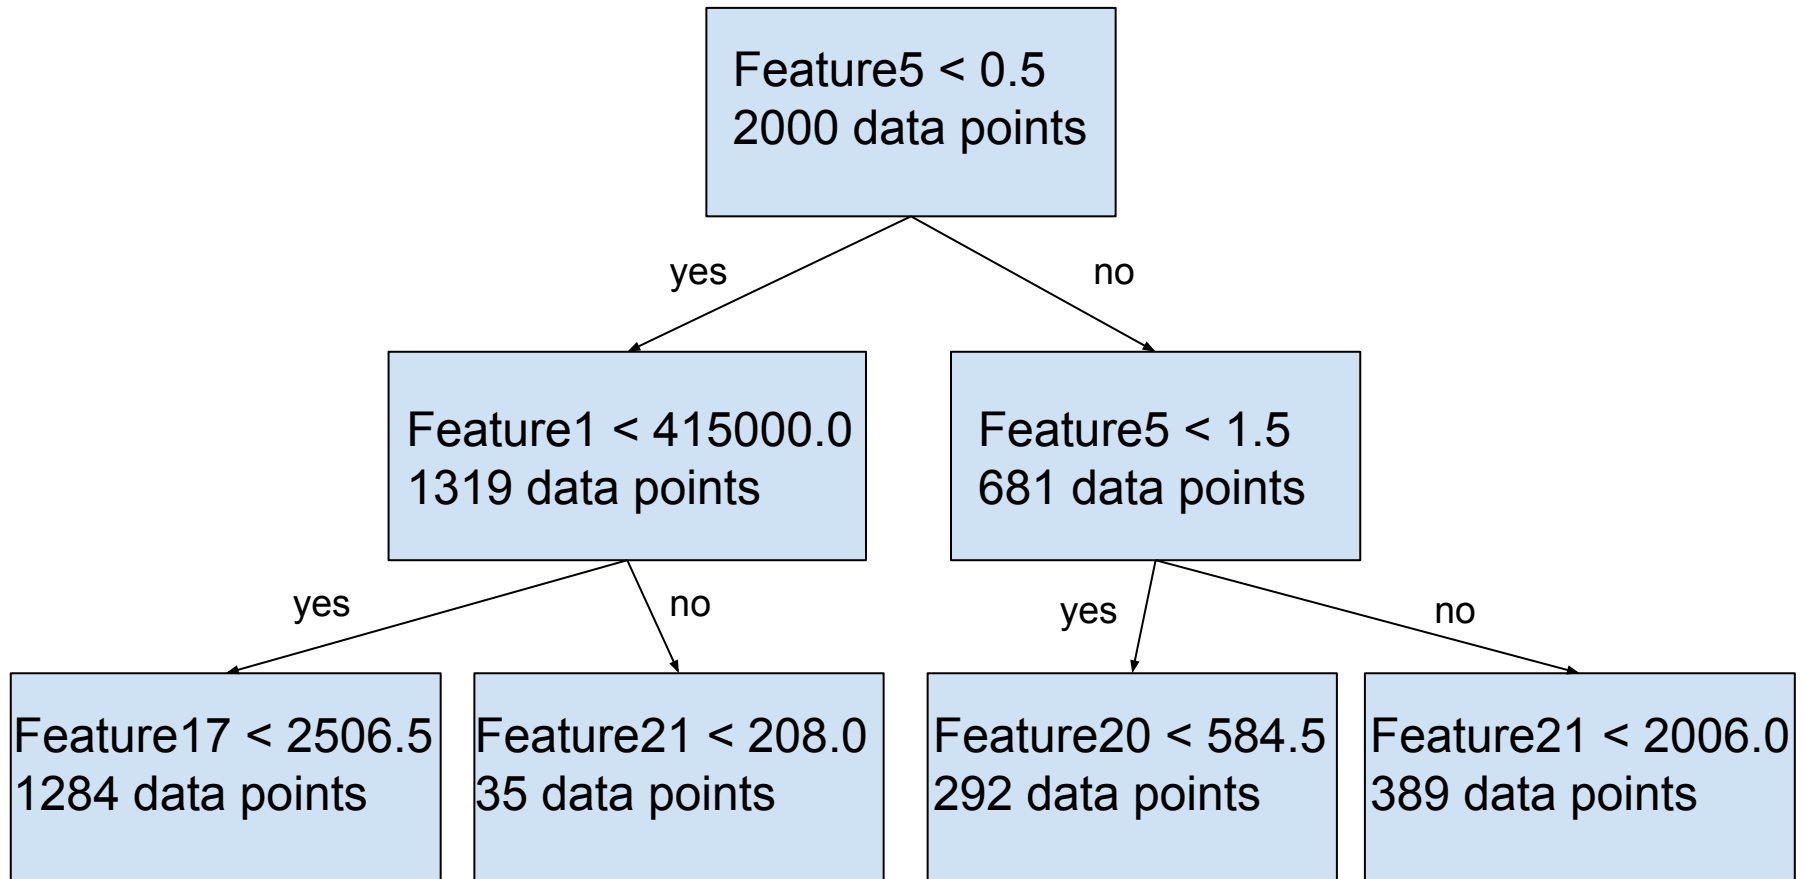 Feature5 < 0.5
2000 data points
yes
no
Feature1 < 415000.0
1319 data points
Feature5 < 1.5
681 data points
yes
no
yes
no
Feature17 < 2506.5
1284 data points
Feature21 < 208.0
35 data points
Feature20 < 584.5
292 data points
Feature21 < 2006.0
389 data points